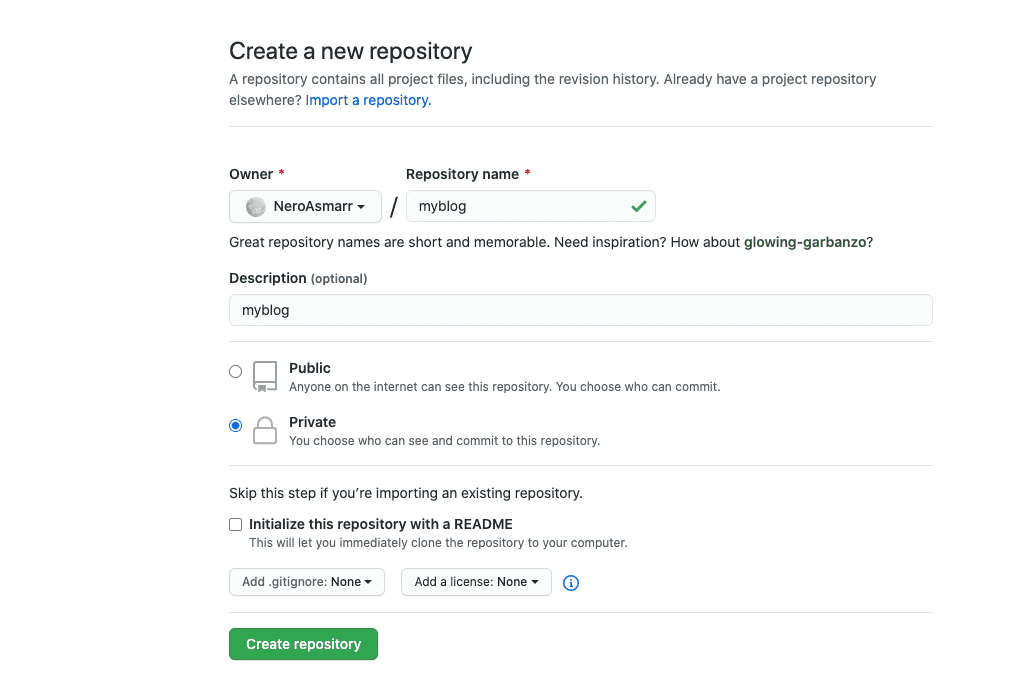 Create a new repository
A repository contains all project files, including the revision history. Already have a project repository
elsewhere? Import a repository.
Owner * Repository name *
NeroAsmarr / myblog
Great repository names are short and memorable. Need inspiration? How about glowing-garbanzo?
Description (optional)
myblog
Public
Anyone on the internet can see this repository. You choose who can commit.
Private
You choose who can see and commit to this repository.
Skip this step if you’re importing an existing repository.
Initialize this repository with a README
This will let you immediately clone the repository to your computer.
Add .gitignore: None Add a license: None
Create repository